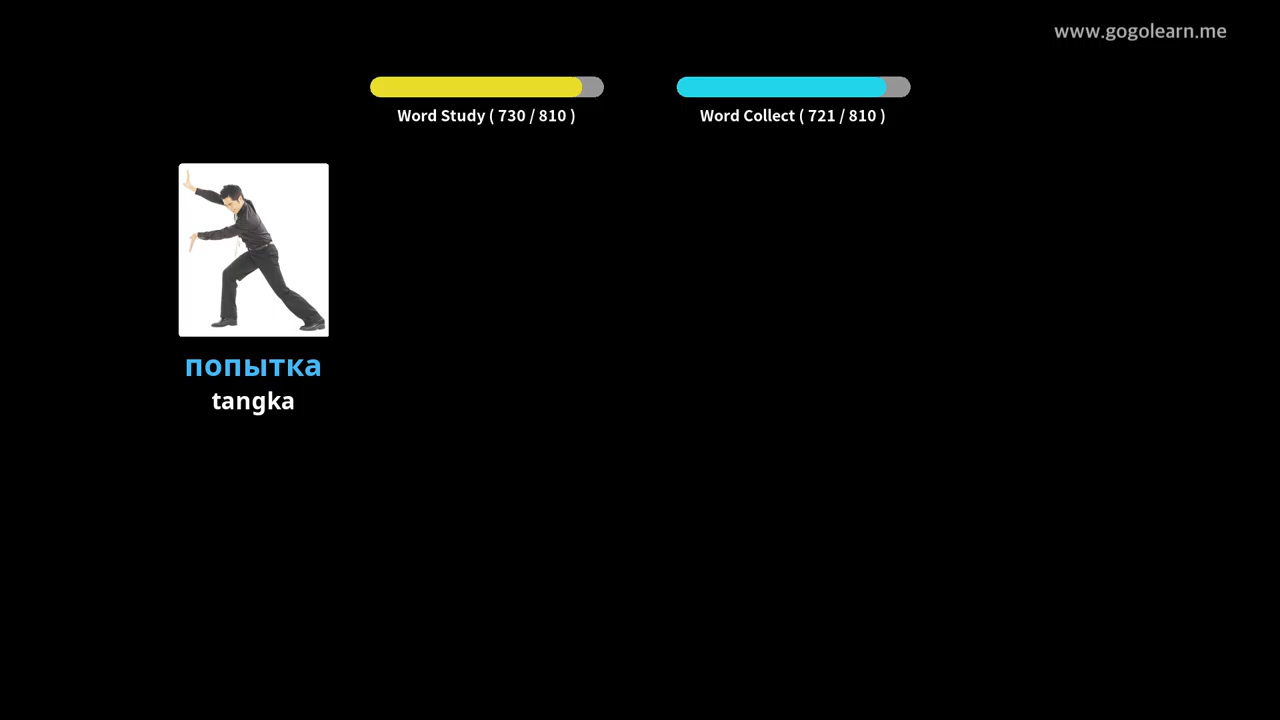 www.gogolearn.me
Word Study ( 730 / 810 )
Word Collect ( 721 / 810 )
попытка
tangka